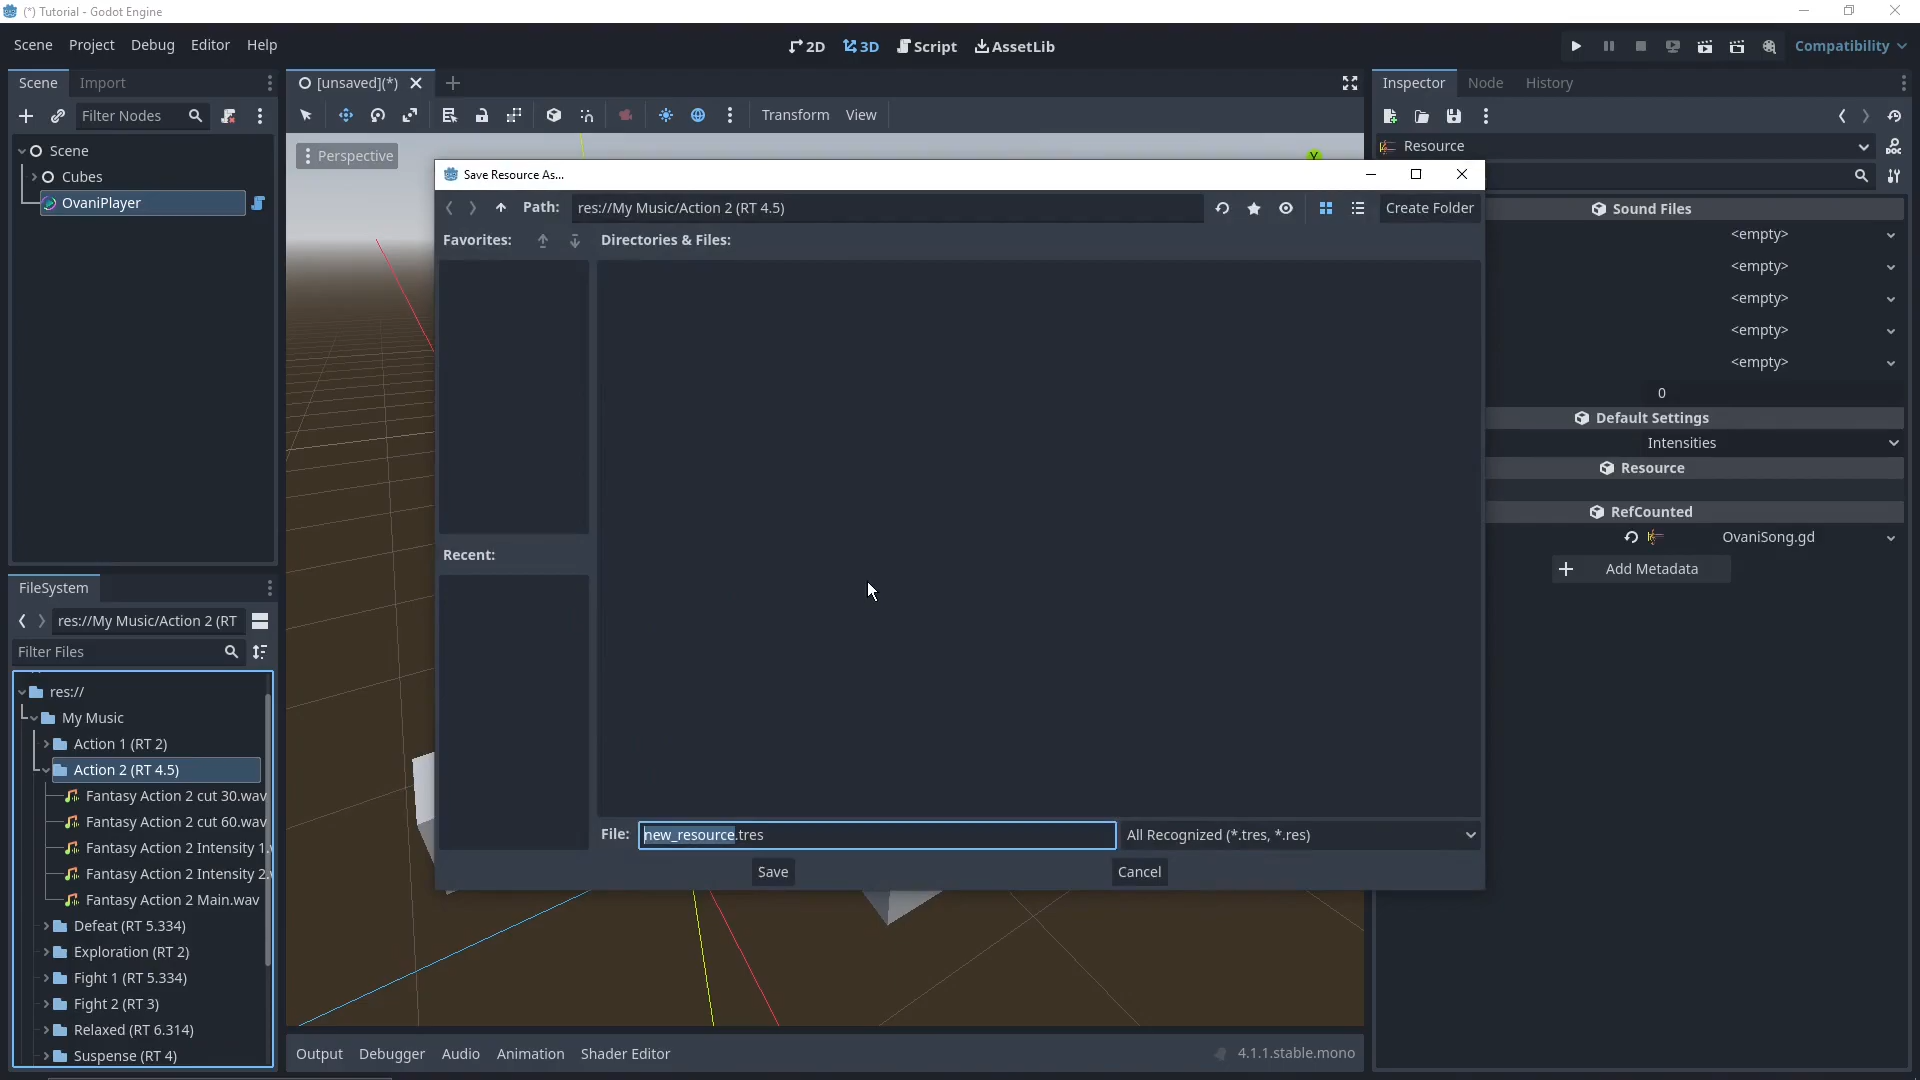 (*) Tutorial - Godot Engine
Scene Project Debug Editor Help
2D 3D Script AssetLib
Compatibility
Scene Import
[unsaved](*)
Inspector Node History
Filter Nodes
Transform View
Scene
Cubes
OvaniPlayer
Perspective
Y
Resource
Save Resource As...
Path: res://My Music/Action 2 (RT 4.5) Create Folder
Favorites: Directories & Files:
Recent:
File: new_resource.tres All Recognized (*.tres, *.res)
Save Cancel
Sound Files
<empty>
<empty>
<empty>
<empty>
<empty>
0
Default Settings
Intensities
Resource
RefCounted
OvaniSong.gd
Add Metadata
FileSystem
res://My Music/Action 2 (RT
Filter Files
res://
My Music
Action 1 (RT 2)
Action 2 (RT 4.5)
Fantasy Action 2 cut 30.wav
Fantasy Action 2 cut 60.wav
Fantasy Action 2 Intensity 1.w
Fantasy Action 2 Intensity 2.w
Fantasy Action 2 Main.wav
Defeat (RT 5.334)
Exploration (RT 2)
Fight 1 (RT 5.334)
Fight 2 (RT 3)
Relaxed (RT 6.314)
Suspense (RT 4)
Output Debugger Audio Animation Shader Editor
4.1.1.stable.mono